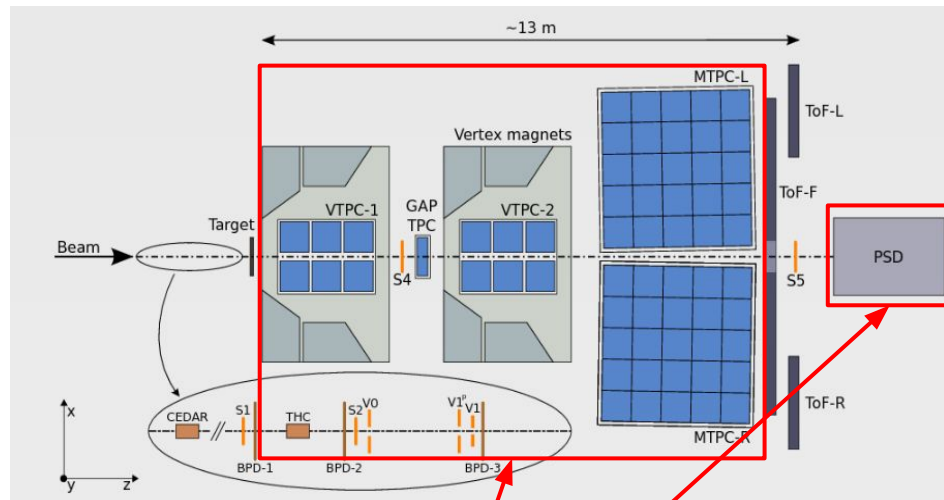 ~13 m
MTPC-L
ToF-L
Vertex magnets
ToF-F
VTPC-1
GAP
TPC
VTPC-2
Target
Beam
PSD
S4
S5
x
y
z
CEDAR
S1
THC
S2
V0
V1ᵖ
V1
BPD-1
BPD-2
BPD-3
MTPC-R
ToF-R